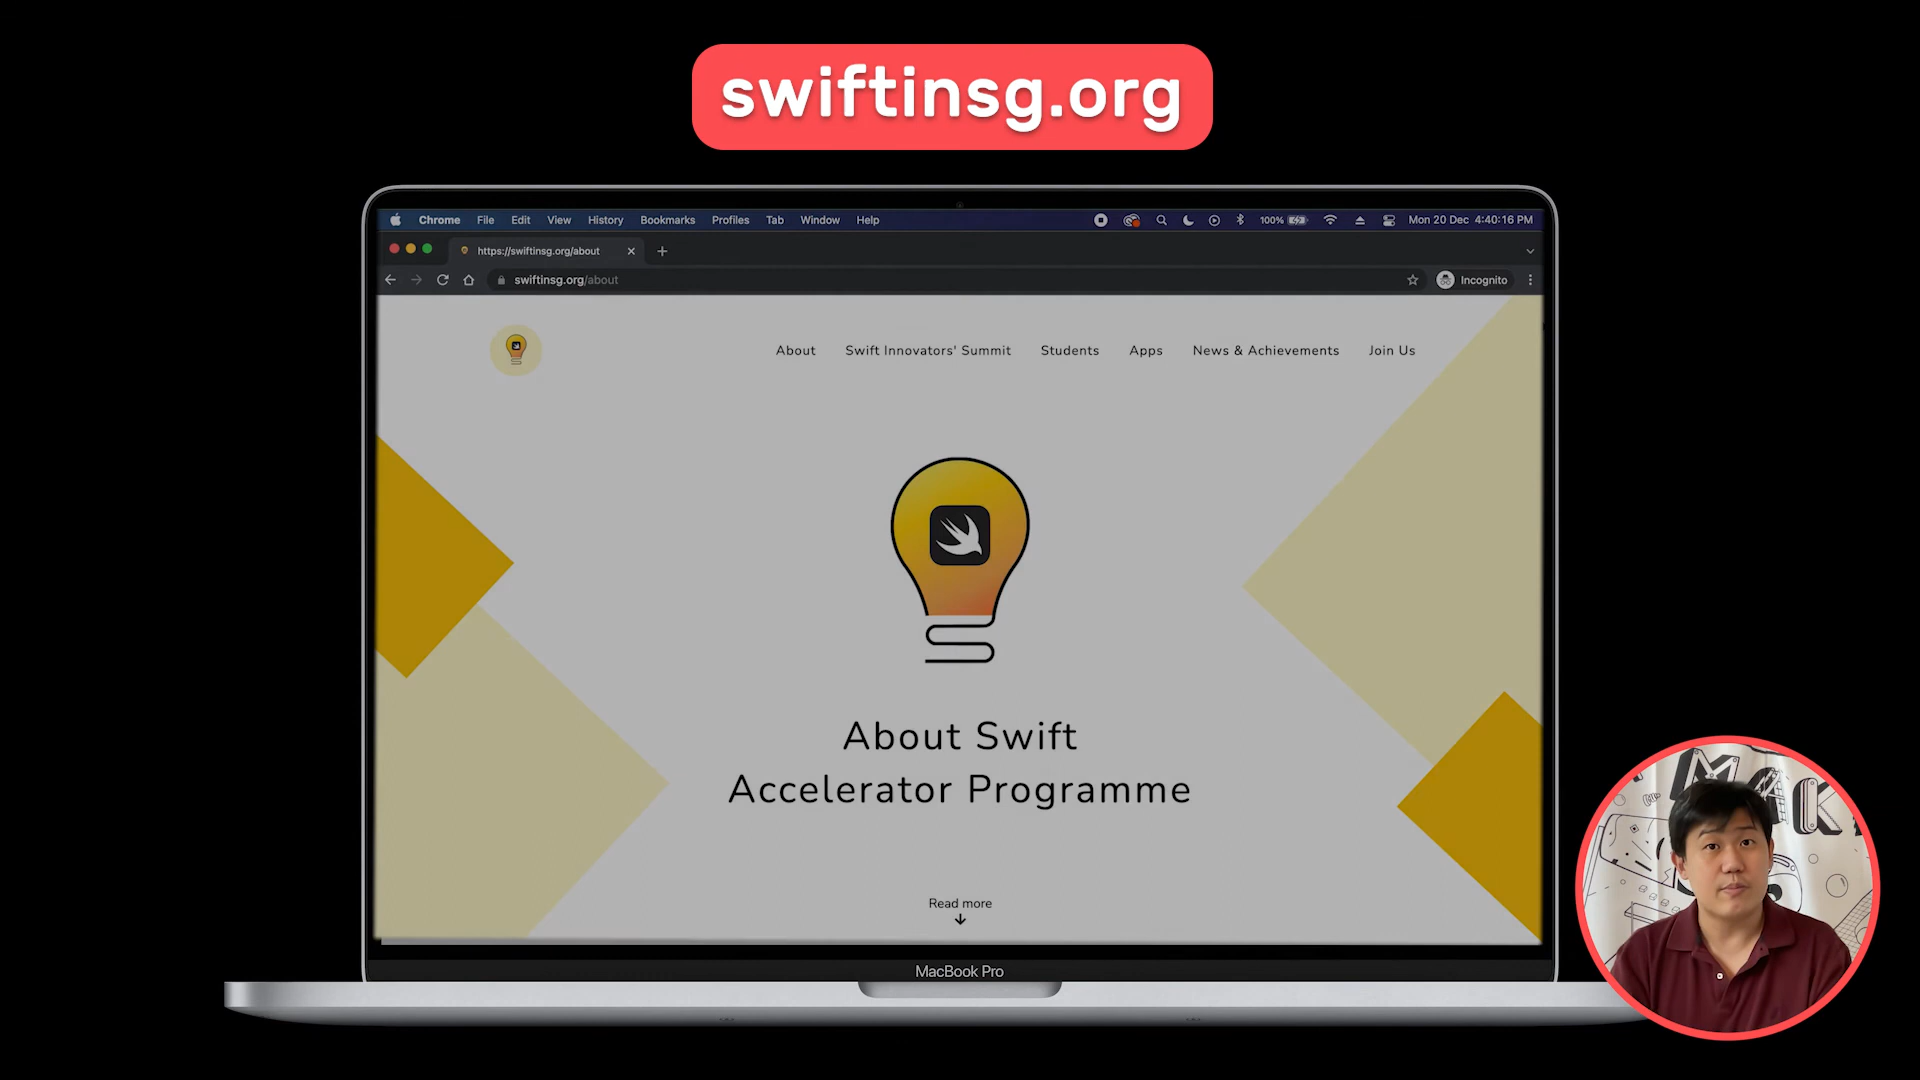 swiftinsg.org
Chrome File Edit View History Bookmarks Profiles Tab Window Help 100% Mon 20 Dec 4:40:16 PM
https://swiftinsg.org/about
swiftinsg.org/about Incognito
About Swift Innovators' Summit Students Apps News & Achievements Join Us
About Swift
Accelerator Programme
Read more
MacBook Pro
MAK